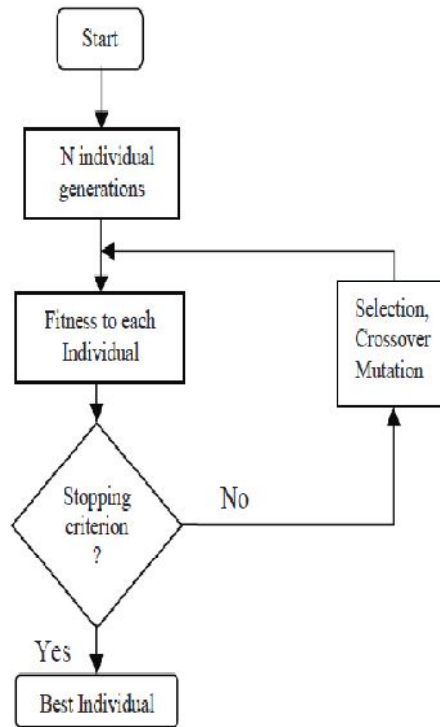 Start
N individual
generations
Fitness to each
Individual
Selection,
Crossover
Mutation
Stopping
criterion
?
No
Yes
Best Individual